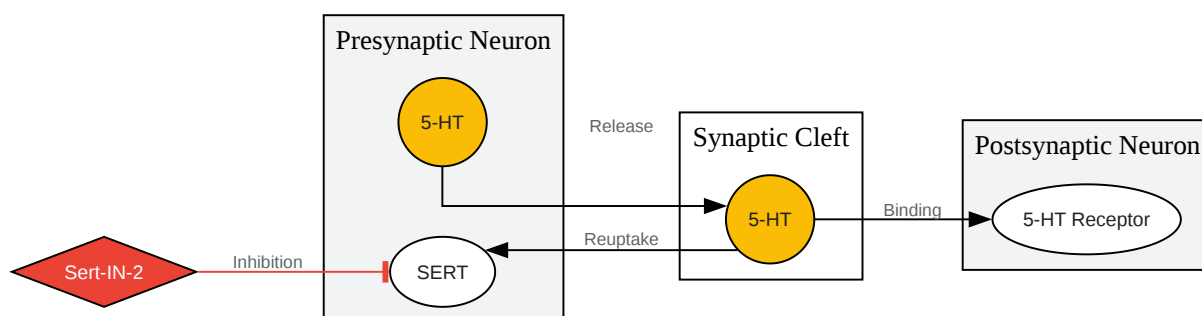 Presynaptic Neuron
5-HT
Release
Synaptic Cleft
Postsynaptic Neuron
5-HT
Binding
5-HT Receptor
Reuptake
Sert-IN-2
Inhibition
SERT